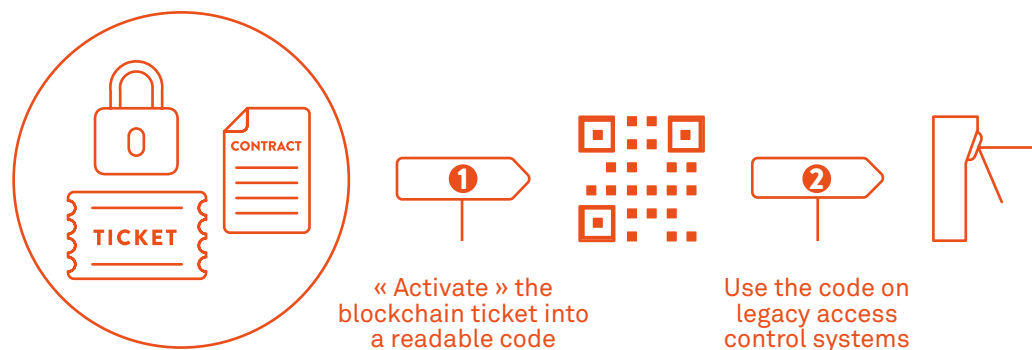 CONTRACT
TICKET
1
2
« Activate » the
blockchain ticket into
a readable code
Use the code on
legacy access
control systems